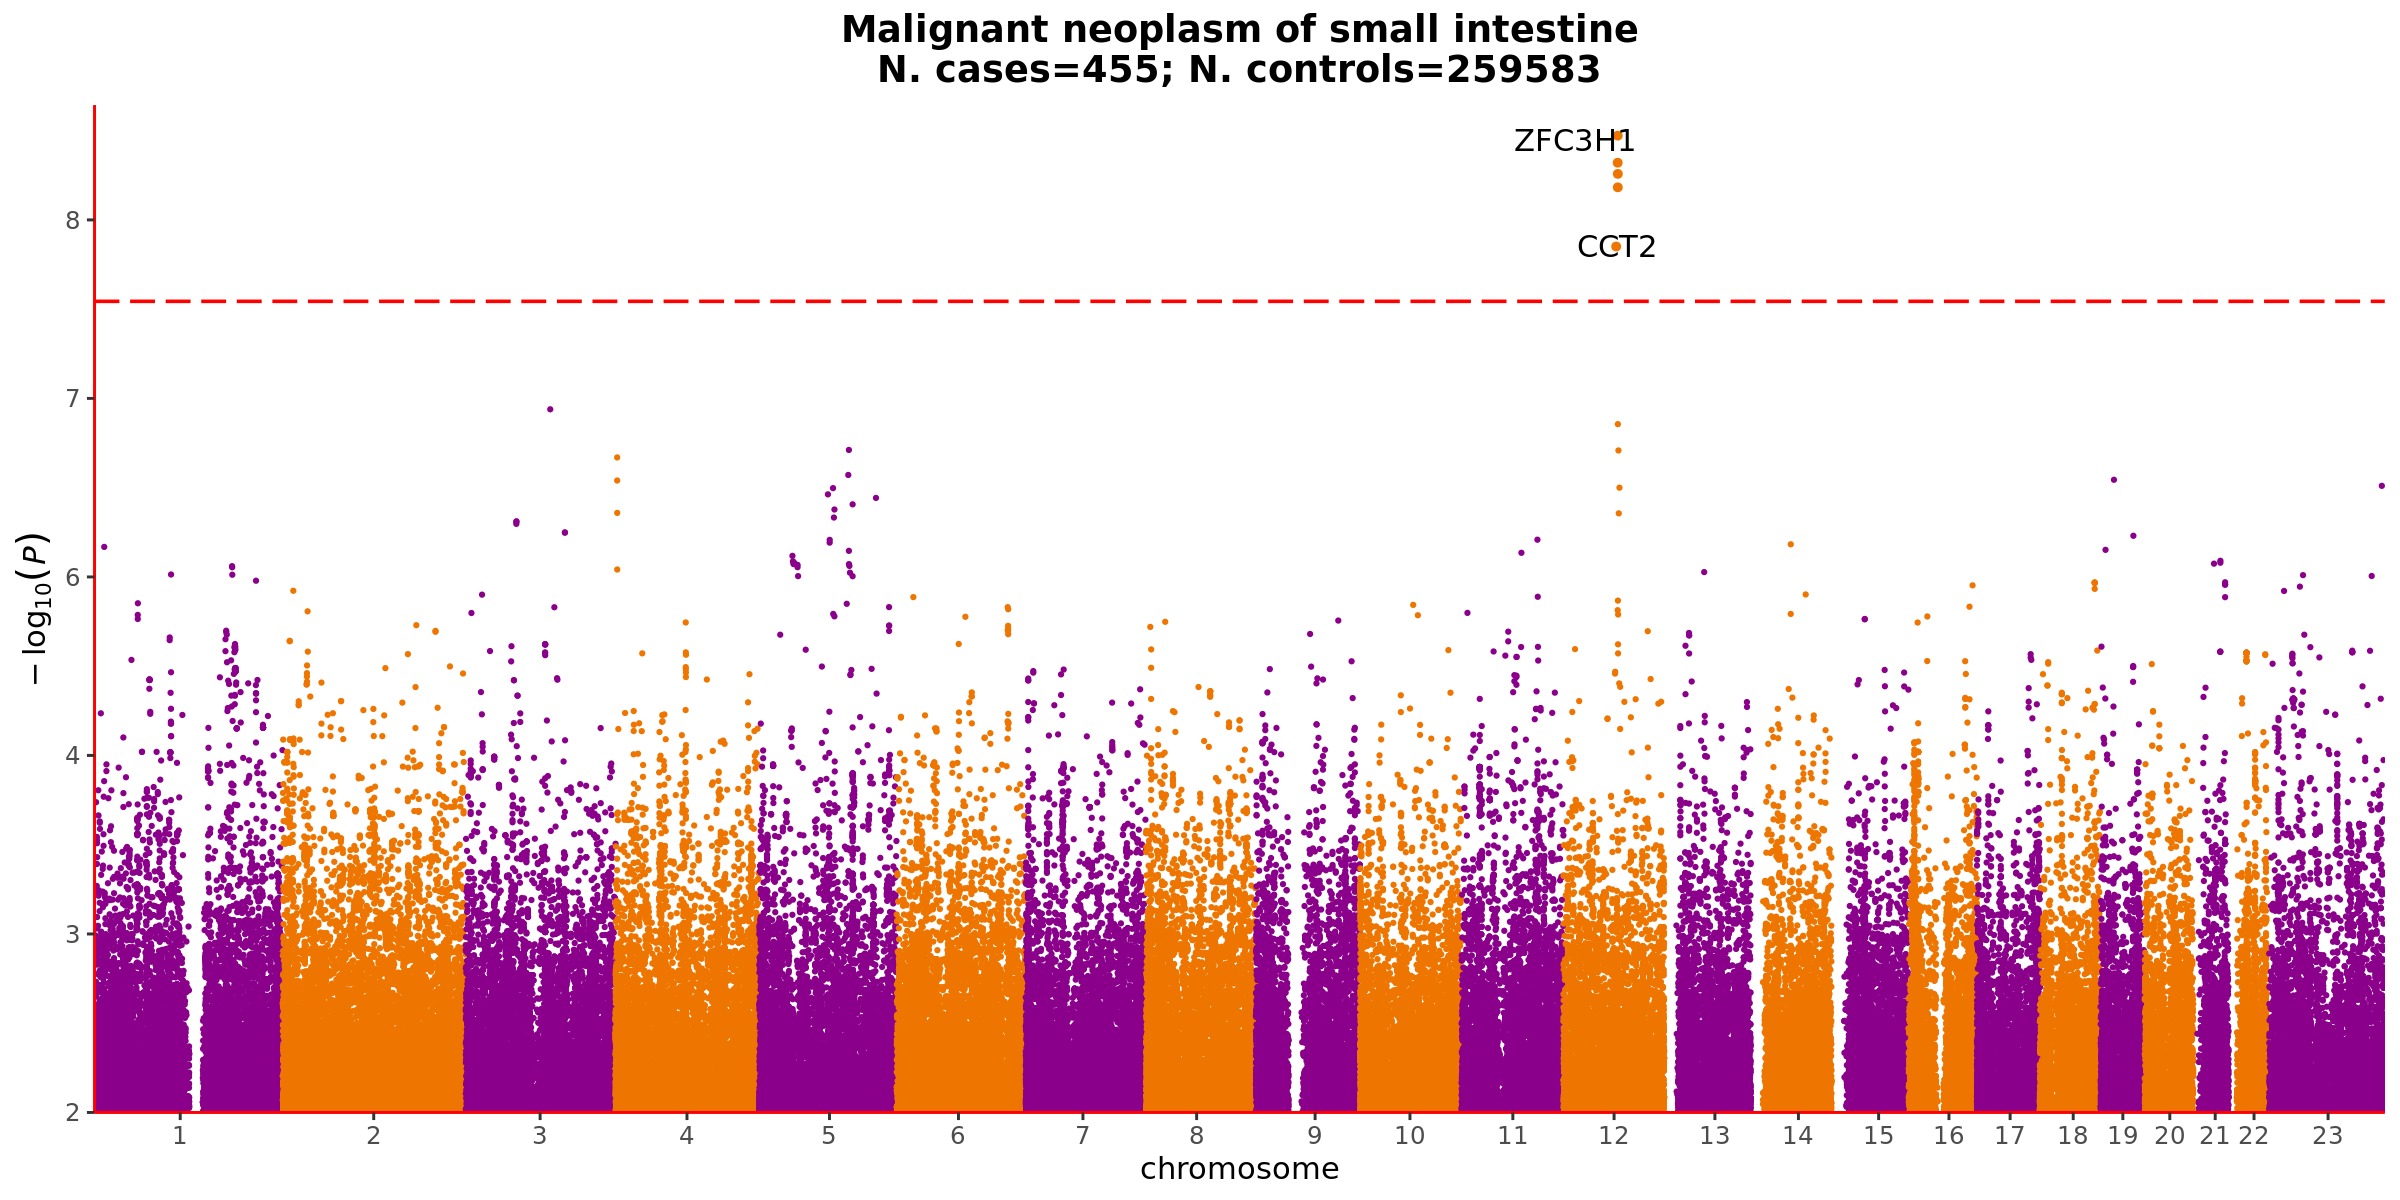 Malignant neoplasm of small intestine
N. cases=455; N. controls=259583
ZFC3H1
CCT2
8
7
6
4
3
2
−log10(P)
1 2 3 4 5 6 7 8 9 10 11 12 13 14 15 16 17 18 19 20 21 22 23
chromosome